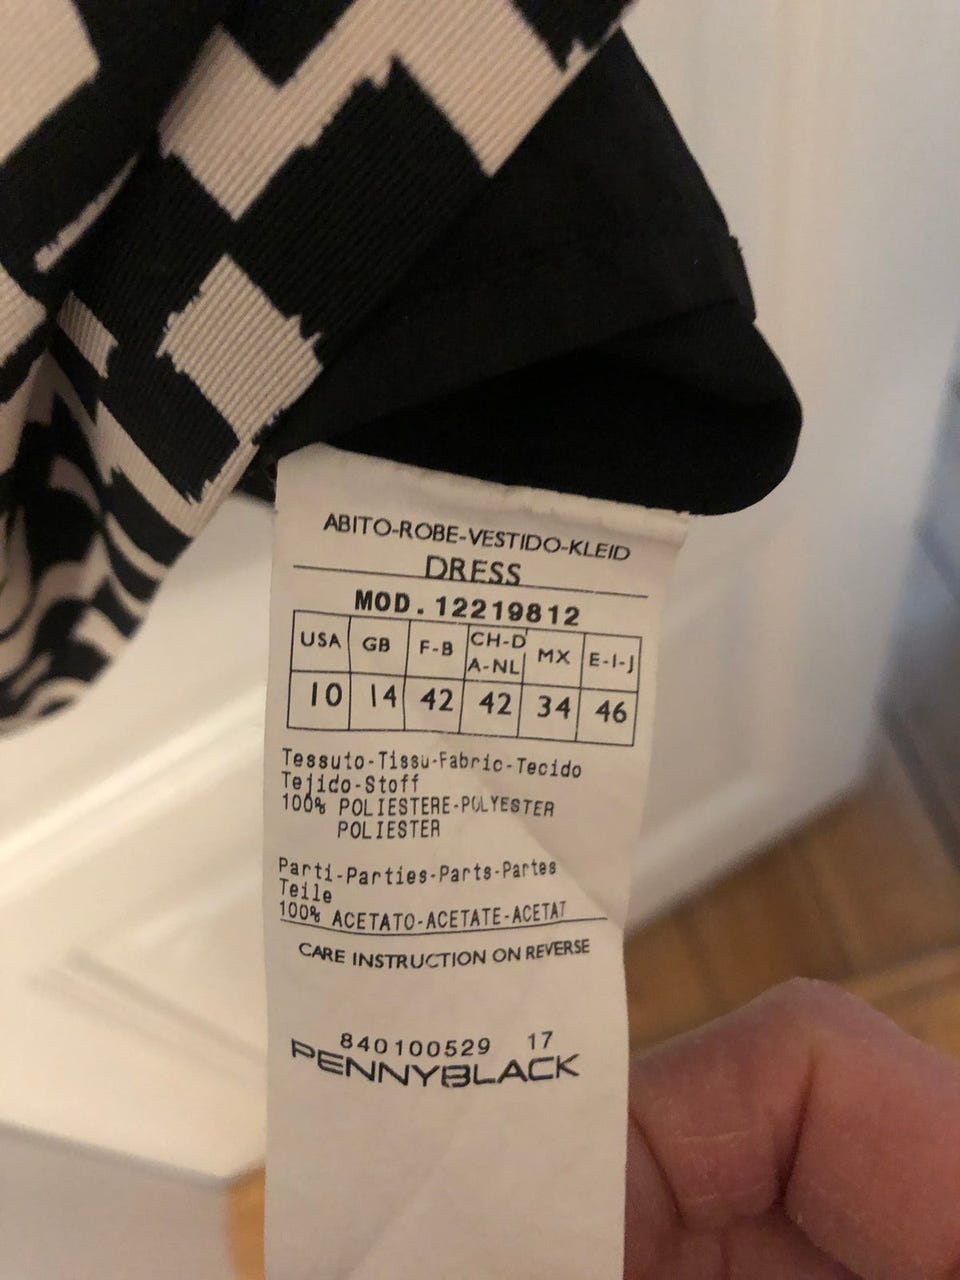 ABITO-ROBE-VESTIDO-KLEID
DRESS
MOD. 12219812
USA GB F-B CH-D A-NL MX E-I-J
10 14 42 42 34 46
Tessuto-Tissu-Fabric-Tecido
Tejido-Stoff
100% POLIESTERE-POLYESTER
POLIESTER
Parti-Parties-Parts-Partes
Teile
100% ACETATO-ACETATE-ACETAT
CARE INSTRUCTION ON REVERSE
840100529 17
PENNYBLACK